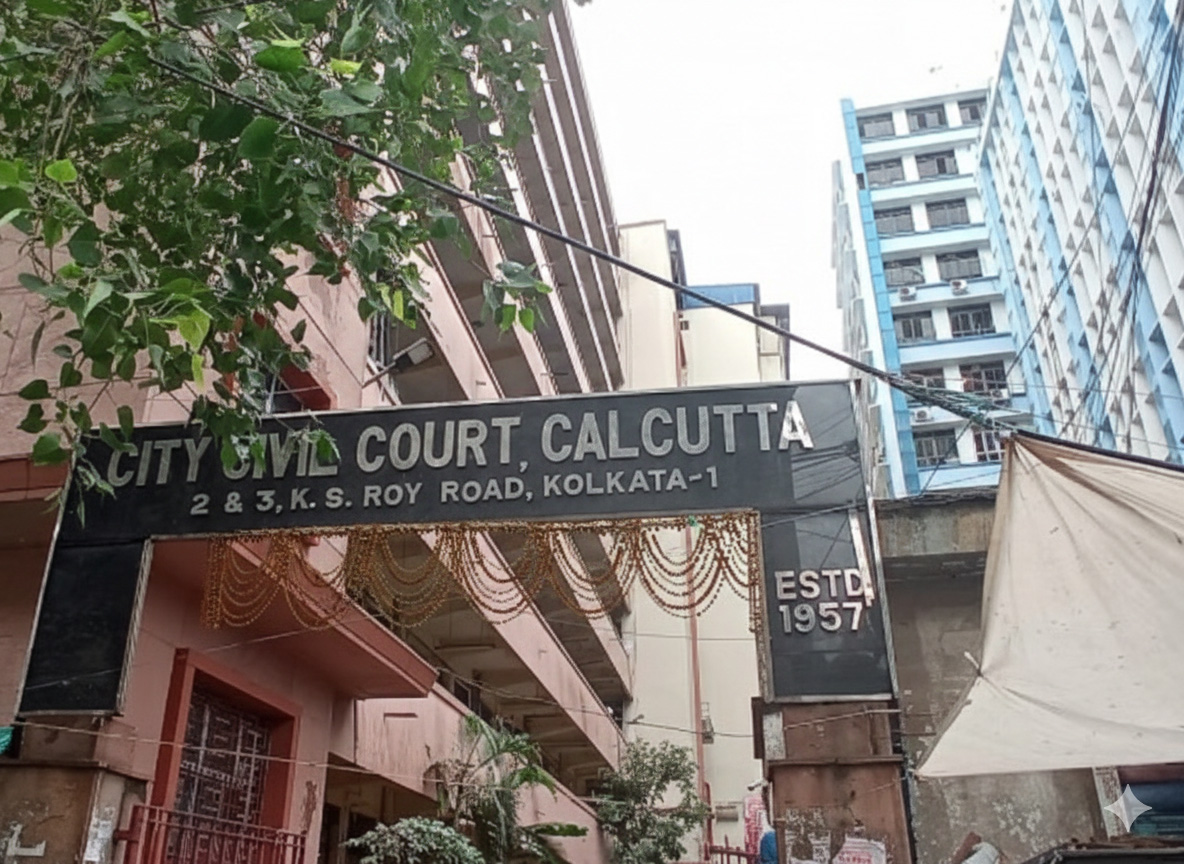 CITY CIVIL COURT, CALCUTTA
2 & 3, K. S. ROY ROAD, KOLKATA-1
ESTD
1957